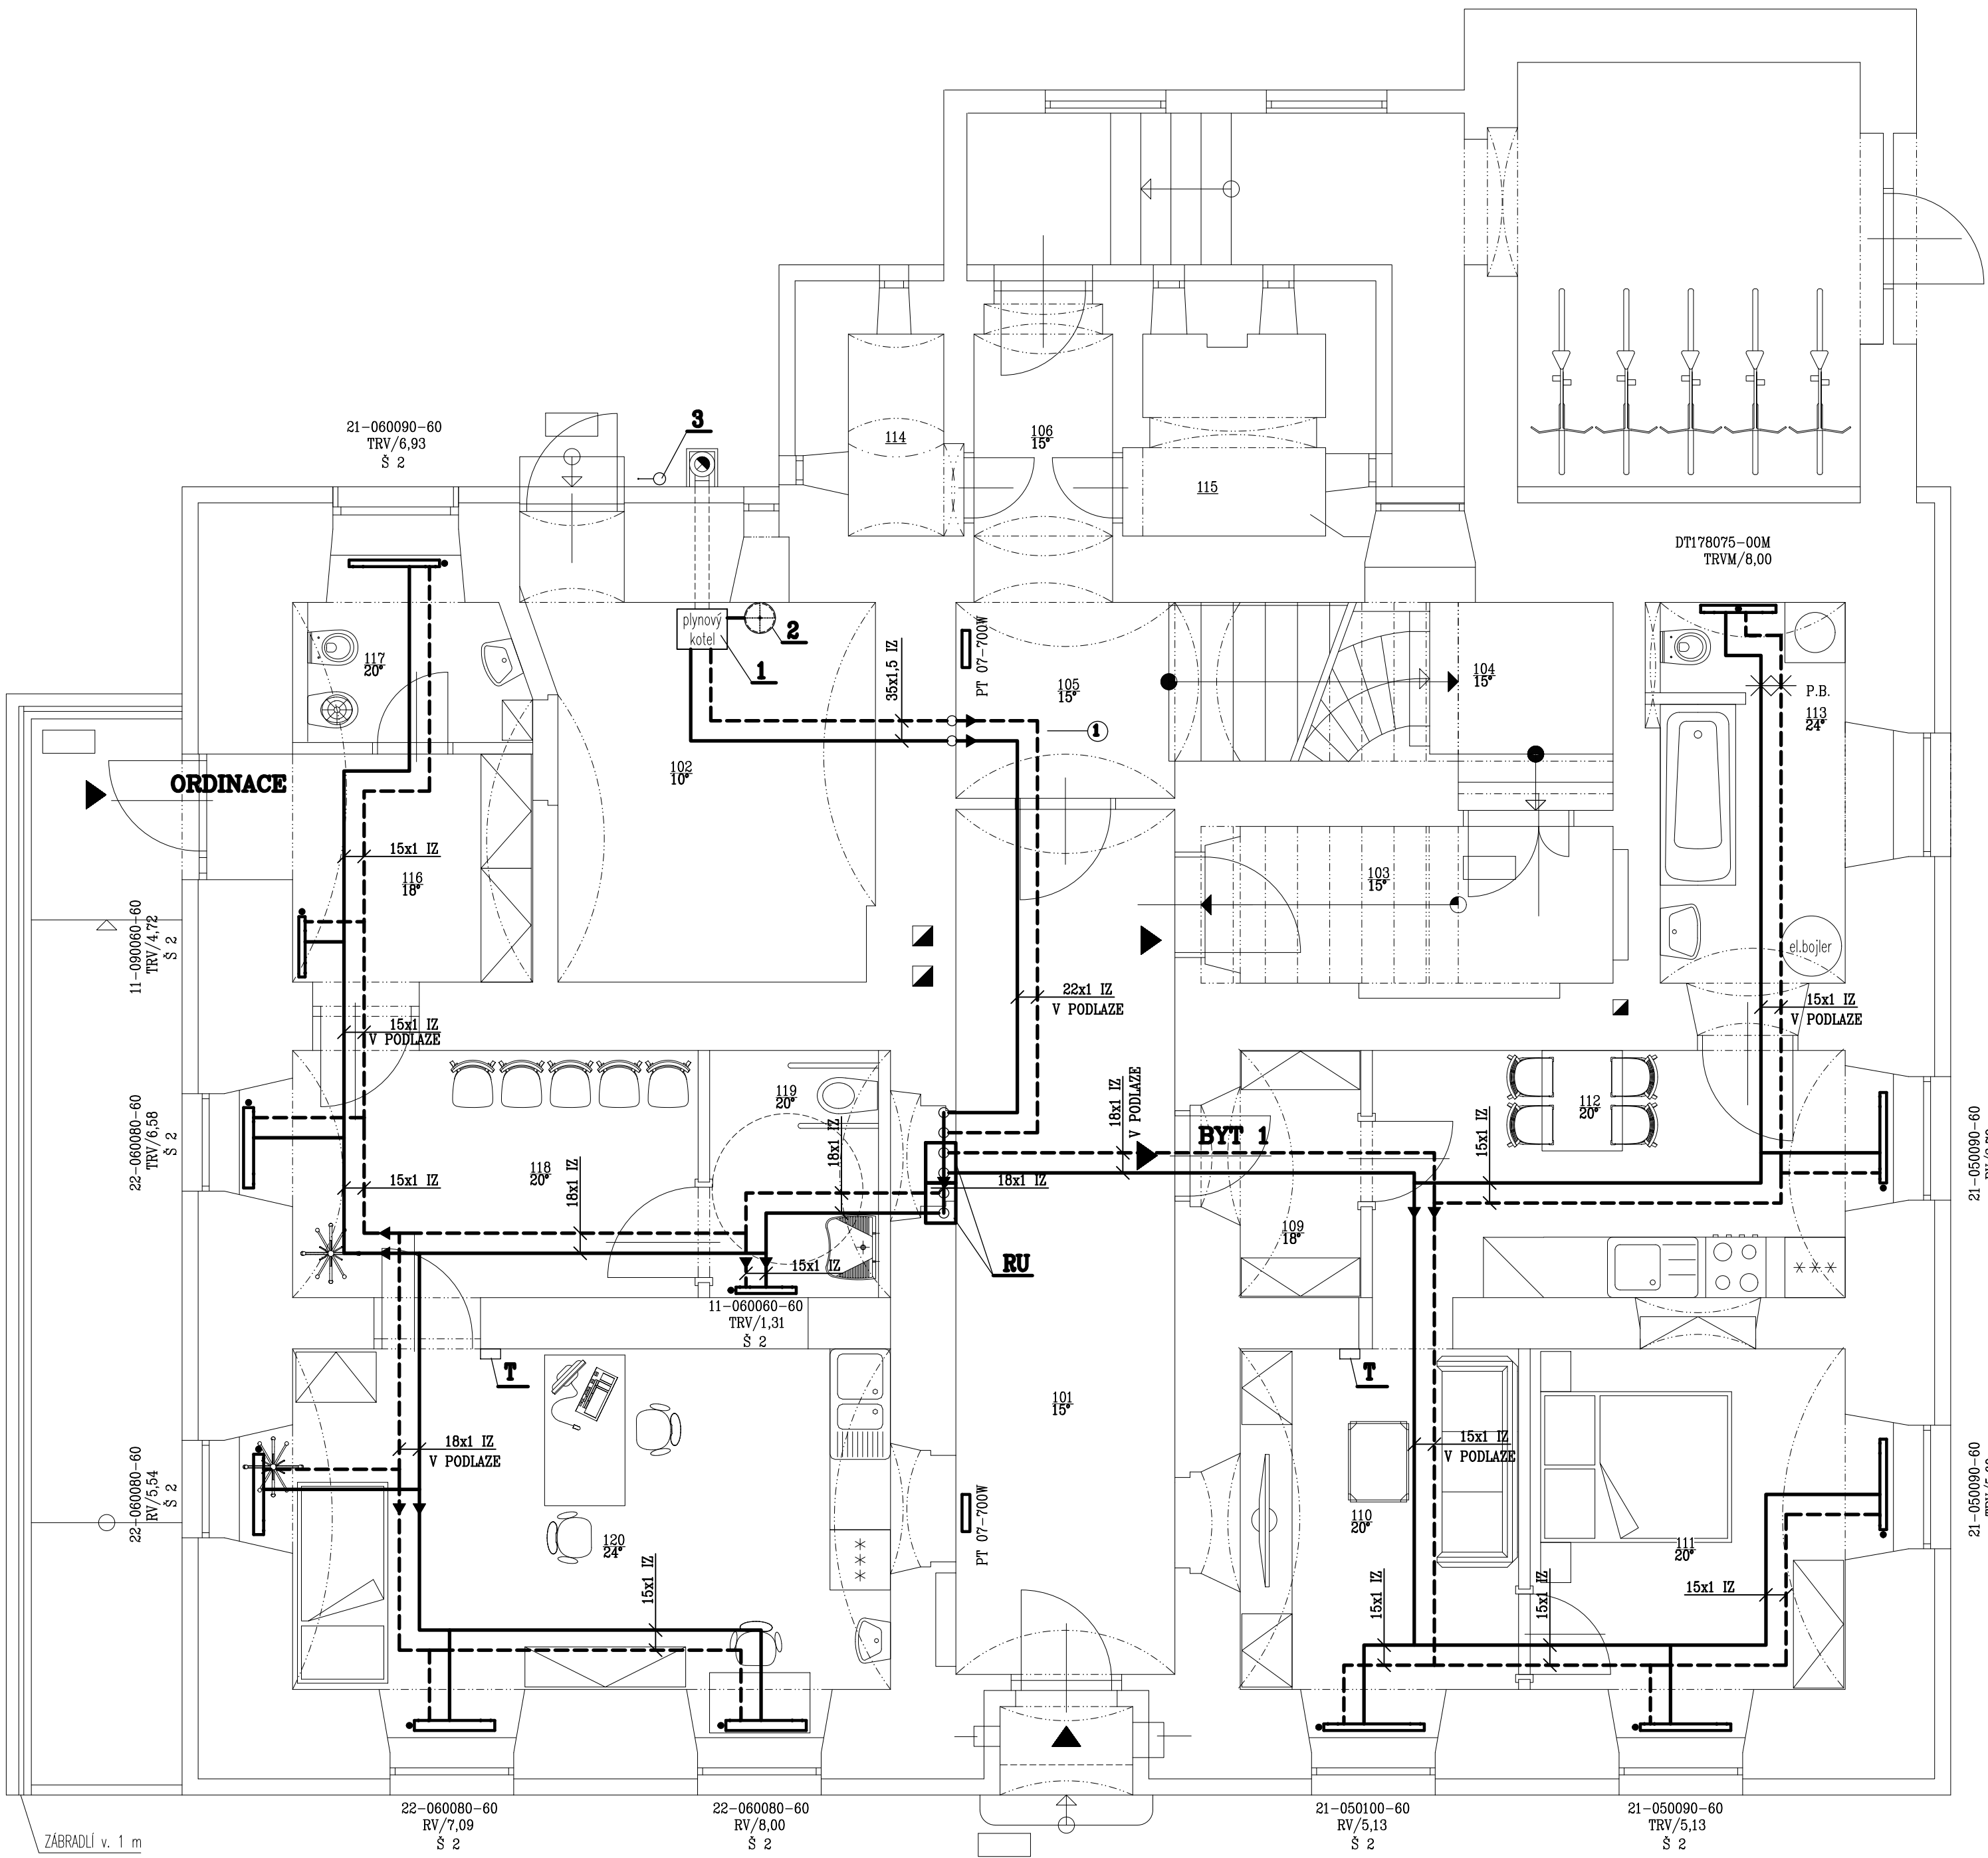 21-060090-60
TRV/6,93
Š 2
3
114
106
15°
115
DT178075-00M
TRVM/8,00
plynový
kotel
2
1
35x1,5 IZ
PT 07-700W
117
20°
105
15°
104
15°
P.B.
113
24°
1
ORDINACE
102
10°
15x1 IZ
116
18°
103
15°
11-090060-60
TRV/4,72
Š 2
el.bojler
22x1 IZ
V PODLAZE
15x1 IZ
V PODLAZE
15x1 IZ
V PODLAZE
22-060080-60
TRV/6,58
Š 2
119
20°
18x1 IZ
18x1 IZ
V PODLAZE
BYT 1
15x1 IZ
112
20°
21-050090-60
15x1 IZ
118
20°
18x1 IZ
18x1 IZ
109
18°
15x1 IZ
RU
11-060060-60
TRV/1,31
Š 2
T
T
101
15°
22-060080-60
RV/5,54
Š 2
18x1 IZ
V PODLAZE
15x1 IZ
V PODLAZE
21-050090-60
PT 07-700W
120
24°
110
20°
111
20°
15x1 IZ
15x1 IZ
15x1 IZ
15x1 IZ
22-060080-60
RV/7,09
Š 2
22-060080-60
RV/8,00
Š 2
21-050100-60
RV/5,13
Š 2
21-050090-60
TRV/5,13
Š 2
ZÁBRADLÍ v. 1 m